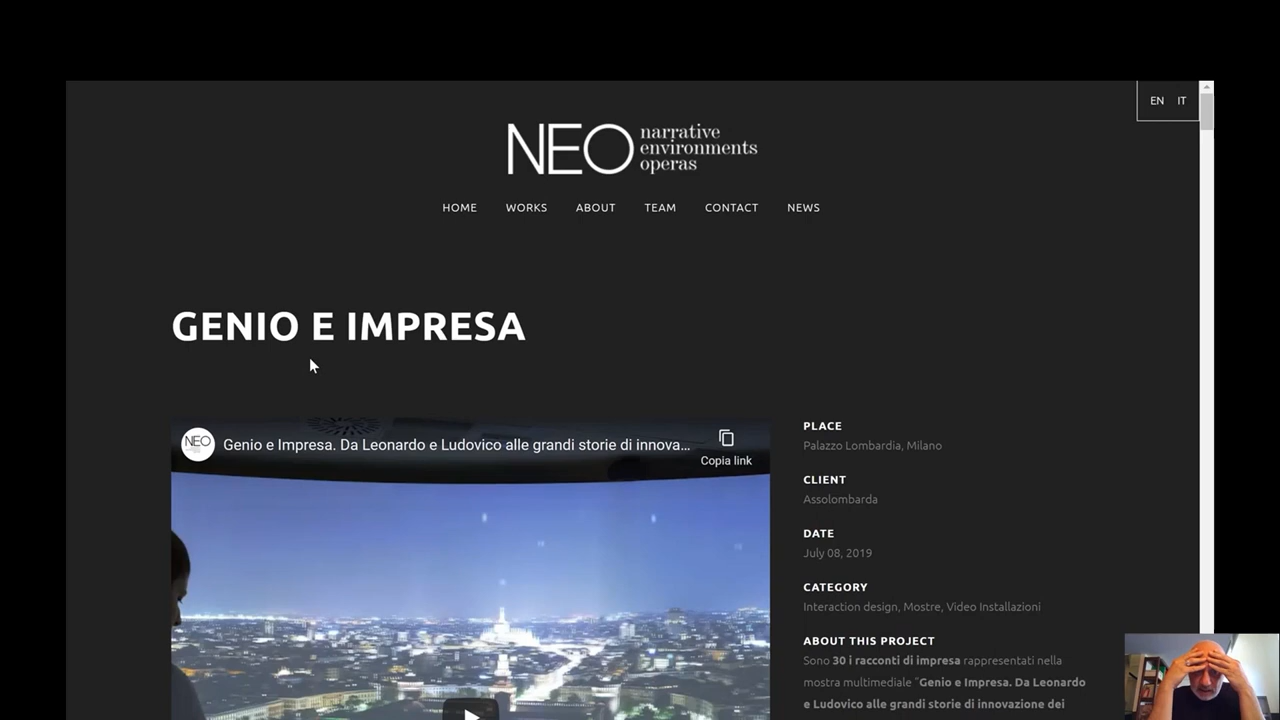 EN IT
NEO narrative
environments
operas
HOME WORKS ABOUT TEAM CONTACT NEWS
GENIO E IMPRESA
NEO Genio e Impresa. Da Leonardo e Ludovico alle grandi storie di innova...
Copia link
PLACE
Palazzo Lombardia, Milano
CLIENT
Assolombarda
DATE
July 08, 2019
CATEGORY
Interaction design, Mostre, Video Installazioni
ABOUT THIS PROJECT
Sono 30 i racconti di impresa rappresentati nella
mostra multimediale "Genio e Impresa. Da Leonardo
e Ludovico alle grandi storie di innovazione dei